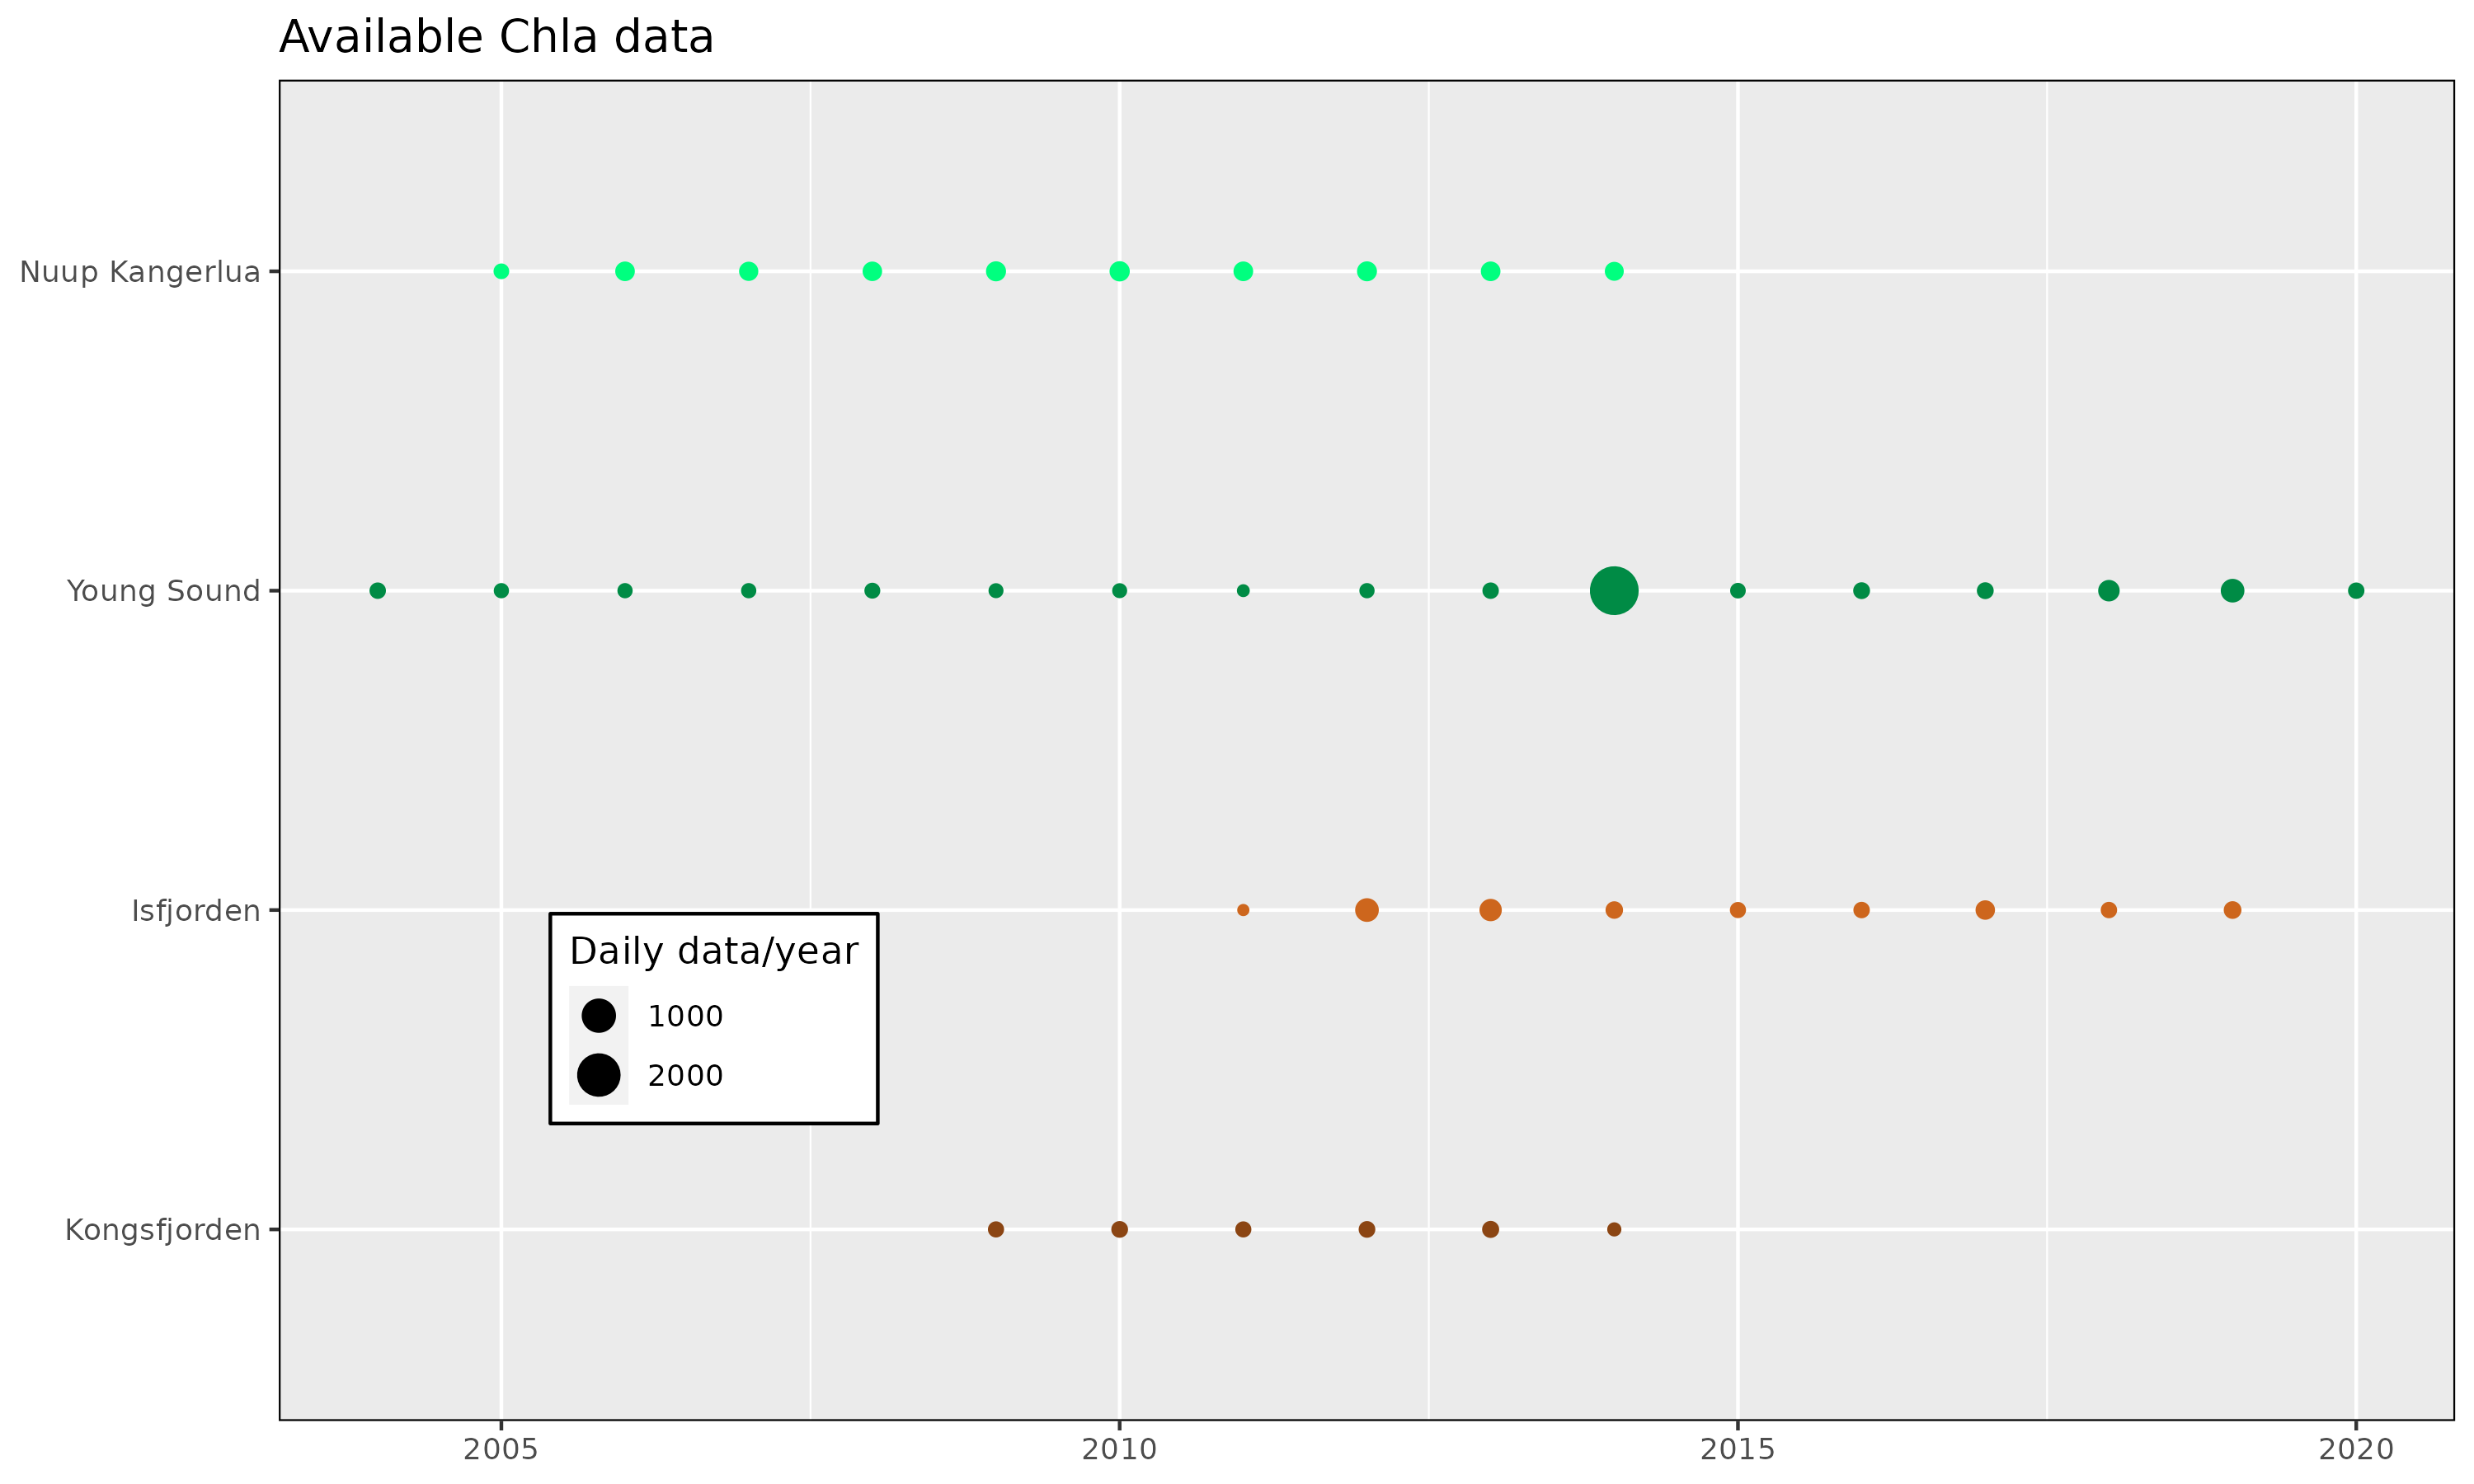 Available Chla data
Nuup Kangerlua
Young Sound
Isfjorden
Daily data/year
1000
2000
Kongsfjorden
2005
2010
2015
2020